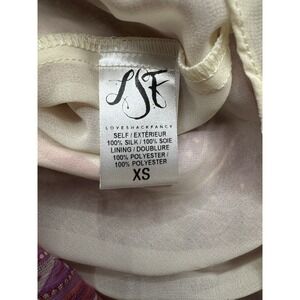 LSF
LOVESHACKFANCY
SELF / EXTÉRIEUR
100% SILK / 100% SOIE
LINING / DOUBLURE
100% POLYESTER /
100% POLYESTER
XS